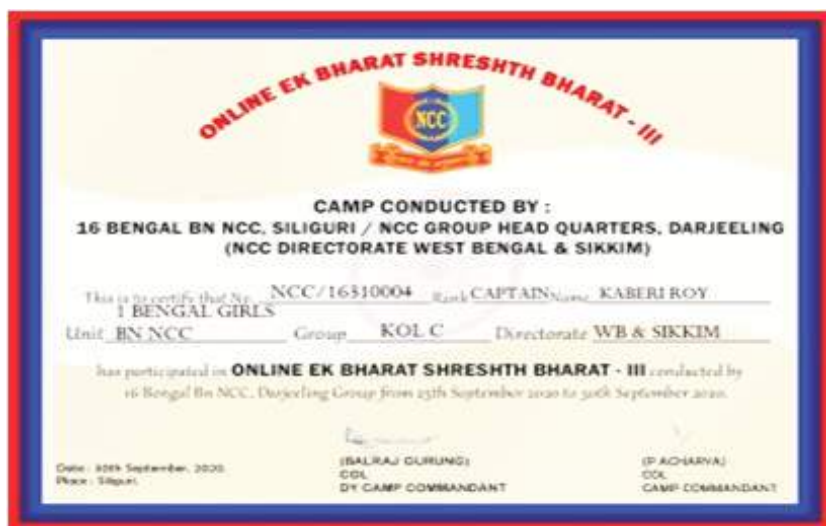 ONLINE EK BHARAT SHRESHTH BHARAT - III
NCC
CAMP CONDUCTED BY :
16 BENGAL BN NCC, SILIGURI / NCC GROUP HEAD QUARTERS, DARJEELING
(NCC DIRECTORATE WEST BENGAL & SIKKIM)
This is to certify that No. NCC/16310004 Rank CAPTAIN Name KABERI ROY
1 BENGAL GIRLS
Unit BN NCC Group KOL C Directorate WB & SIKKIM
has participated in ONLINE EK BHARAT SHRESHTH BHARAT - III conducted by
16 Bengal Bn NCC, Darjeeling Group from 25th September 2020 to 30th September 2020.
(BALRAJ GURUNG) (P ACHARYA)
COL COL
Date : 30th September, 2020. DY CAMP COMMANDANT CAMP COMMANDANT
Place : Siliguri.